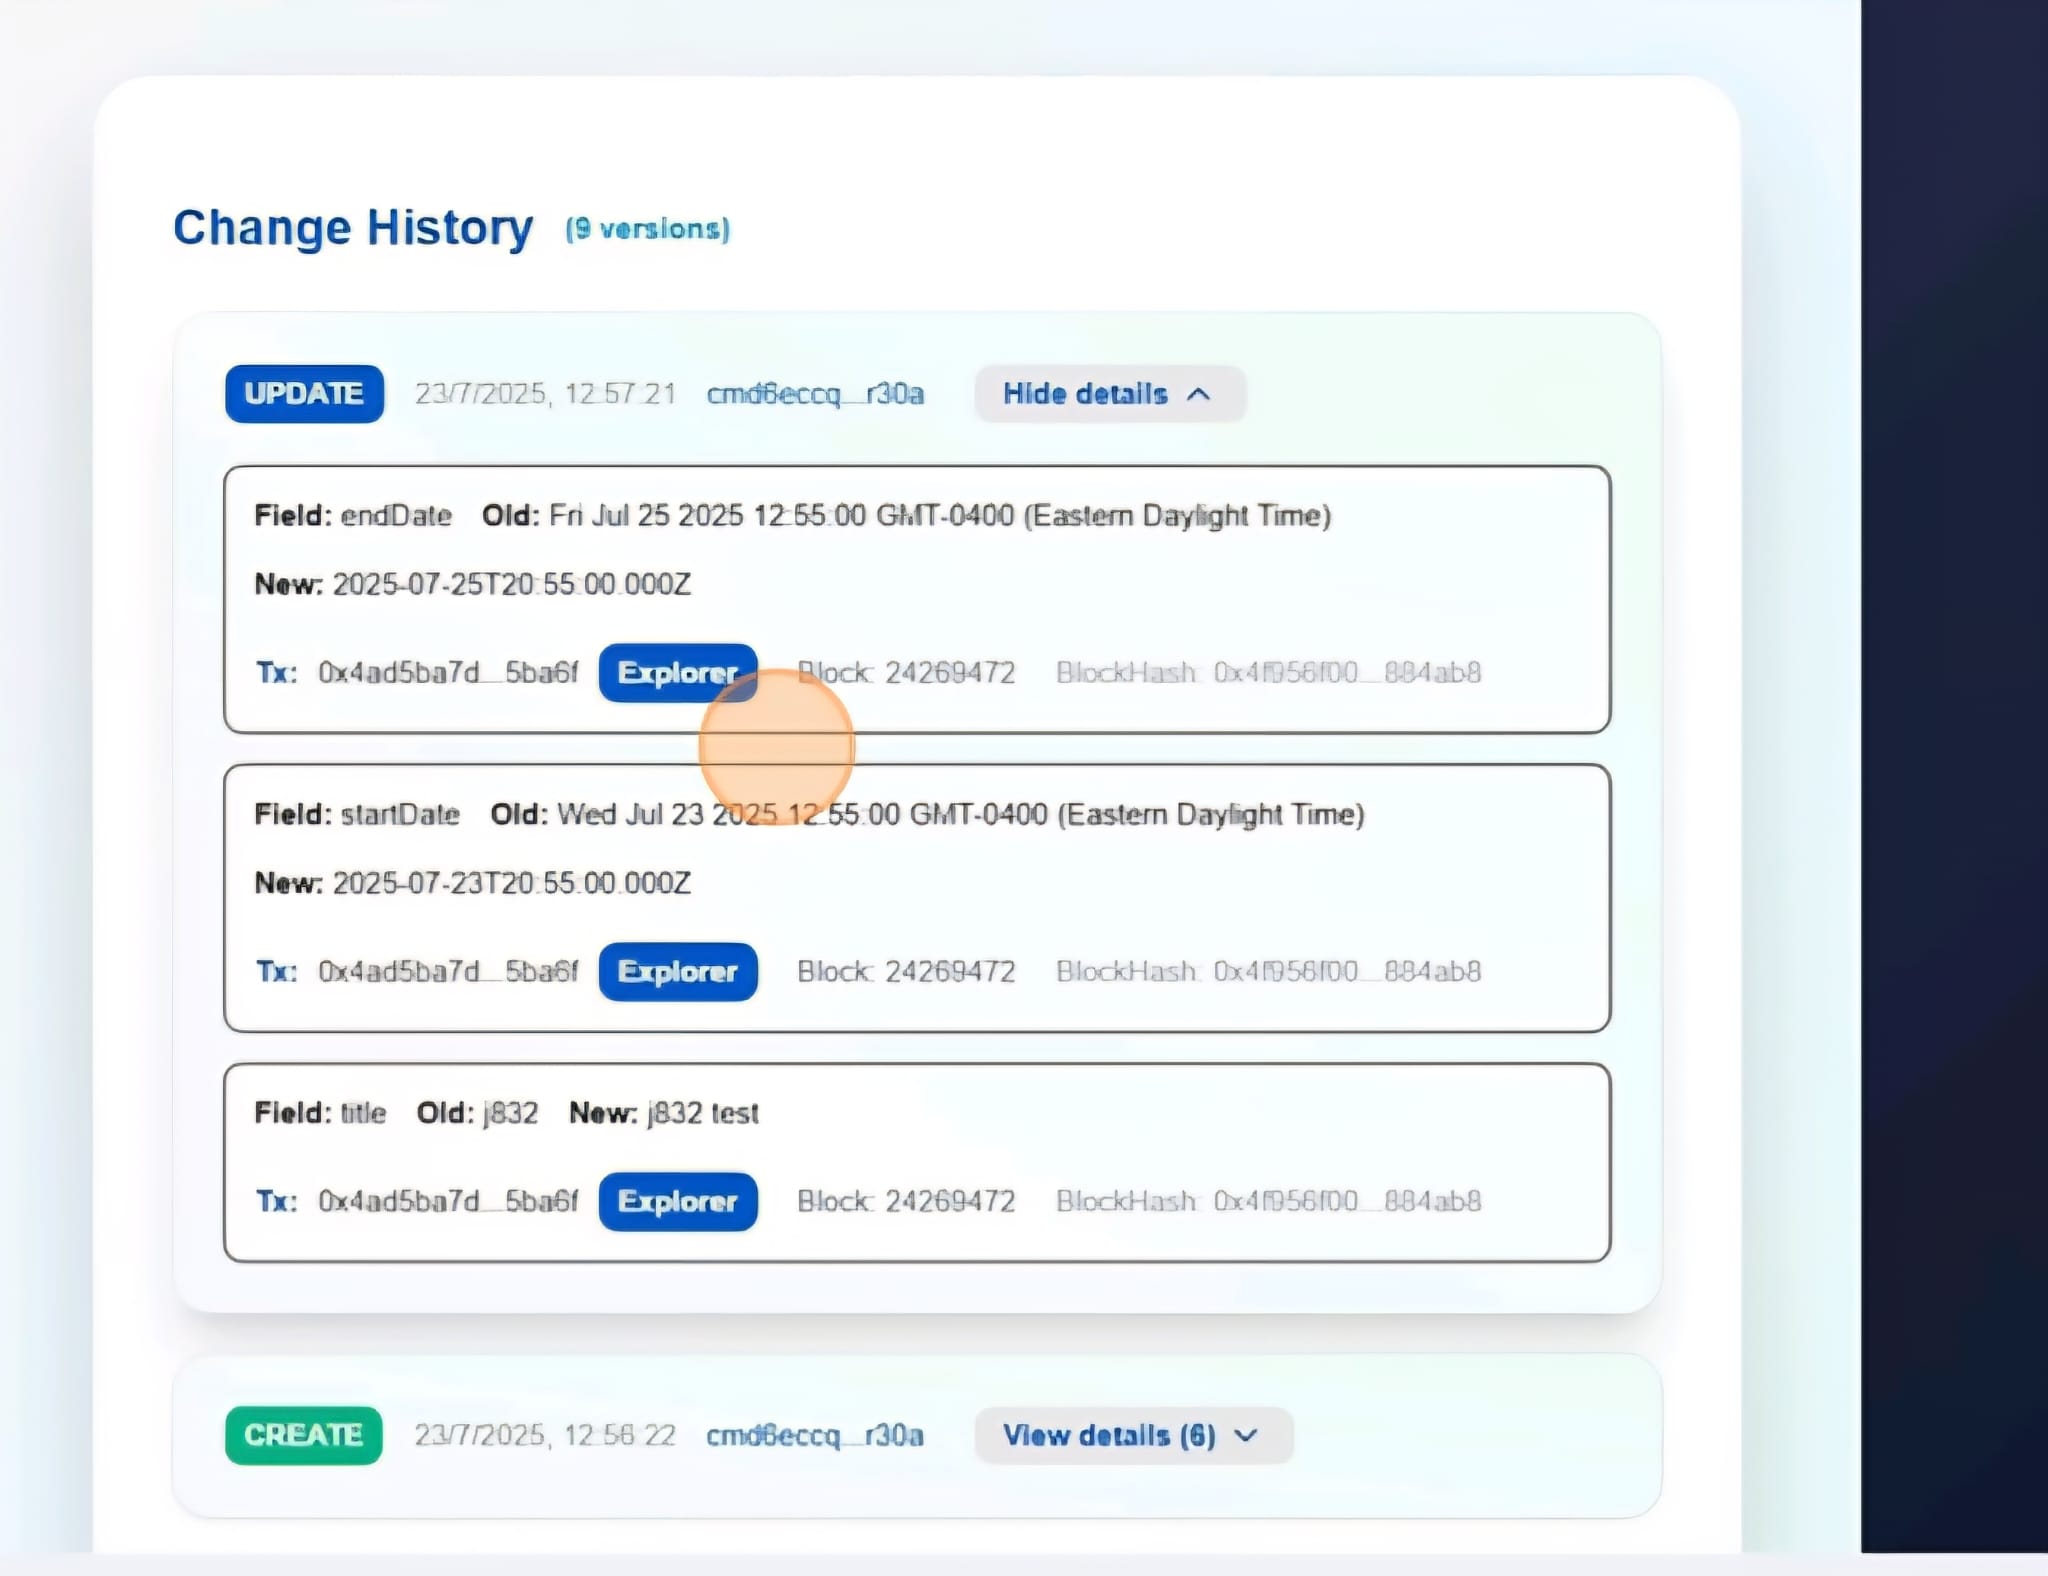 Change History (9 versions)
UPDATE 23/7/2025, 12:57:21 cmd6eccq...r30a Hide details
Field: endDate Old: Fri Jul 25 2025 12:55:00 GMT-0400 (Eastern Daylight Time)
New: 2025-07-25T20:55:00.000Z
Tx: 0x4ad5ba7d...5ba6f Explorer Block: 24269472 BlockHash: 0x4f956f00...884ab8
Field: startDate Old: Wed Jul 23 2025 12:55:00 GMT-0400 (Eastern Daylight Time)
New: 2025-07-23T20:55:00.000Z
Tx: 0x4ad5ba7d...5ba6f Explorer Block: 24269472 BlockHash: 0x4f956f00...884ab8
Field: title Old: j832 New: j832 test
Tx: 0x4ad5ba7d...5ba6f Explorer Block: 24269472 BlockHash: 0x4f956f00...884ab8
CREATE 23/7/2025, 12:56:22 cmd6eccq...r30a View details (6)